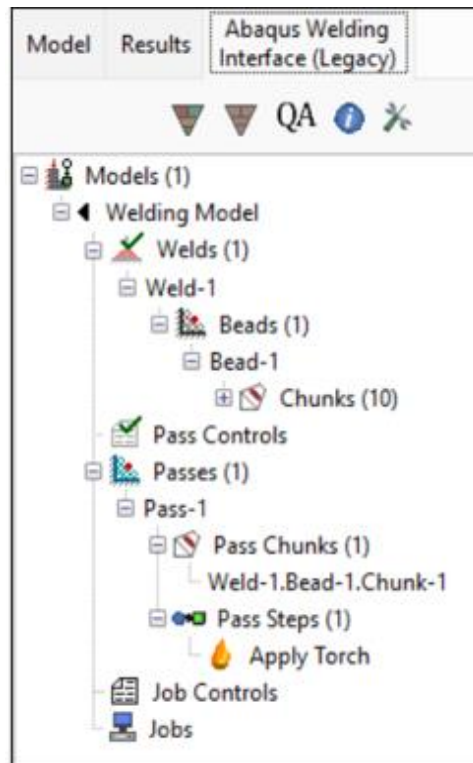 Model
Results
Abaqus Welding
Interface (Legacy)
QA
Models (1)
Welding Model
Welds (1)
Weld-1
Beads (1)
Bead-1
Chunks (10)
Pass Controls
Passes (1)
Pass-1
Pass Chunks (1)
Weld-1.Bead-1.Chunk-1
Pass Steps (1)
Apply Torch
Job Controls
Jobs